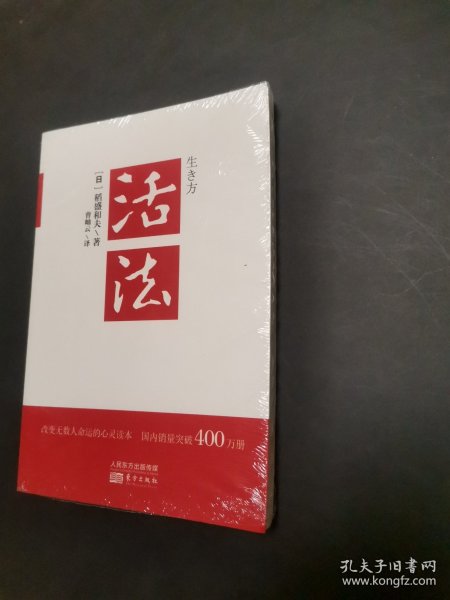 生き方
活法
[日]稻盛和夫\著
曹岫云\译
改变无数人命运的心灵读本 国内销量突破400万册
人民东方出版传媒
东方出版社
孔夫子旧书网
www.kongfz.com